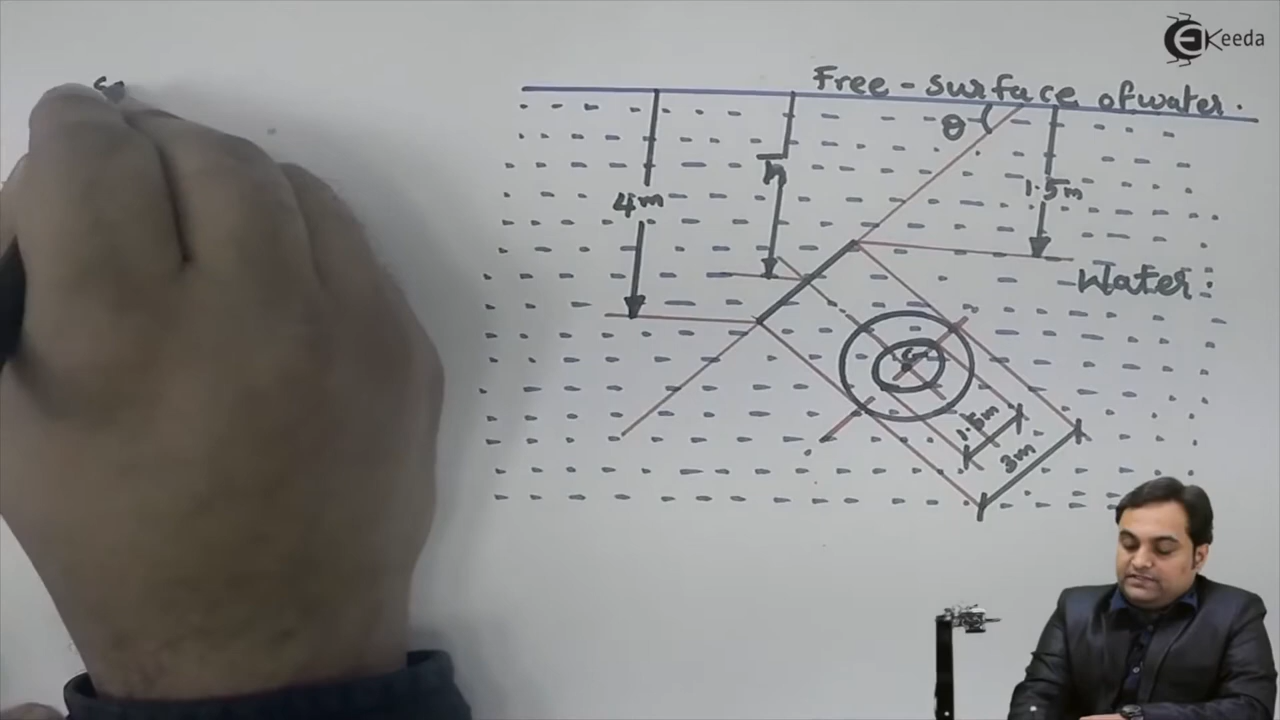 Keeda
Free-surface of water.
θ
h̄
4m
1.5m
Water.
G
1.5m
3m